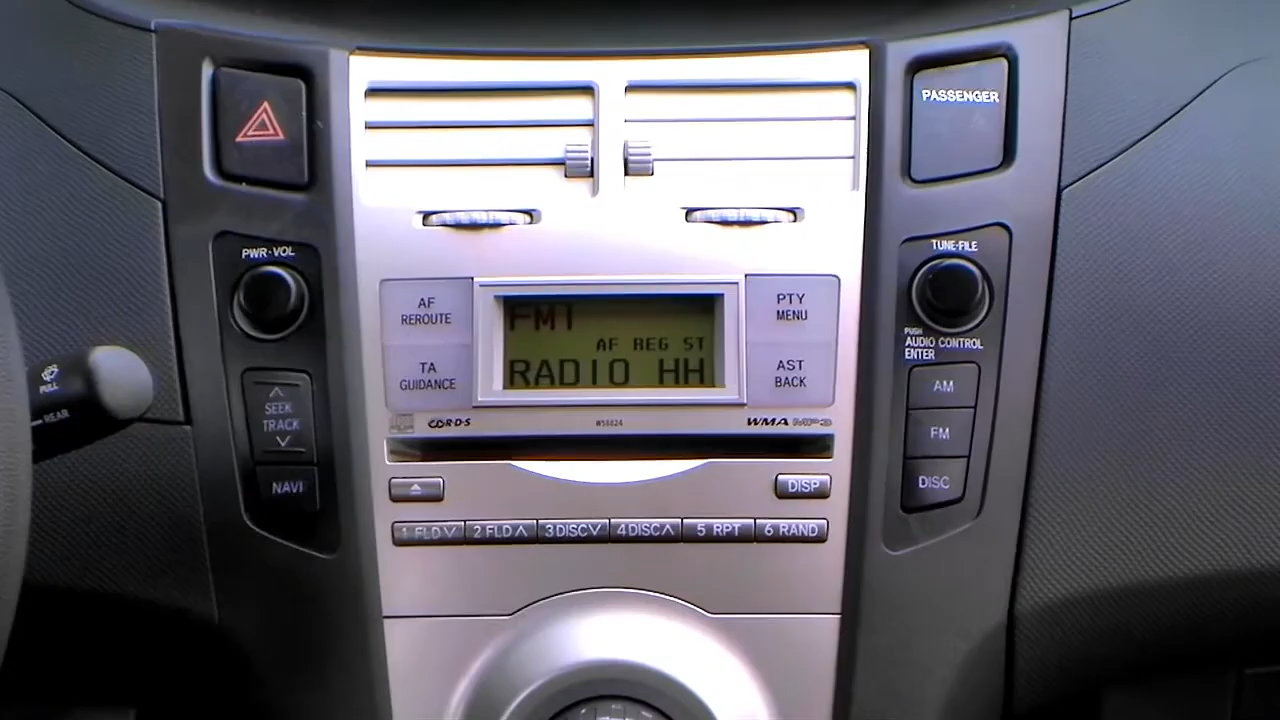 PASSENGER
PWR·VOL
TUNE·FILE
AF
REROUTE
FM1
PTY
MENU
AF REG ST
PUSH
AUDIO CONTROL
ENTER
TA
GUIDANCE
RADIO HH
AST
BACK
PULL
REAR
SEEK
TRACK
AM
R·D·S
W58824
WMA MP3
FM
NAVI
DISP
DISC
1 FLD
2 FLD
3 DISC
4 DISC
5 RPT
6 RAND